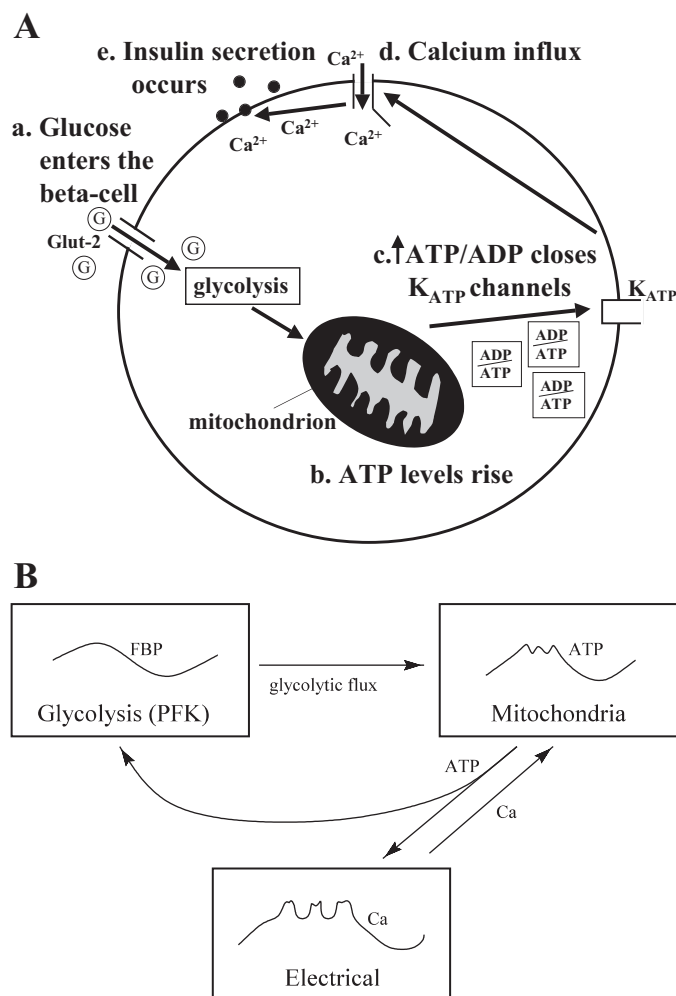 A
e. Insulin secretion
occurs
Ca²⁺
d. Calcium influx
Ca²⁺
Ca²⁺
Ca²⁺
a. Glucose
enters the
beta-cell
G
Glut-2
G
G
G
glycolysis
c.↑ATP/ADP closes
K_ATP channels
K_ATP
ADP
ATP
ADP
ATP
ADP
ATP
mitochondrion
b. ATP levels rise
B
FBP
Glycolysis (PFK)
glycolytic flux
ATP
Mitochondria
ATP
Ca
Ca
Electrical